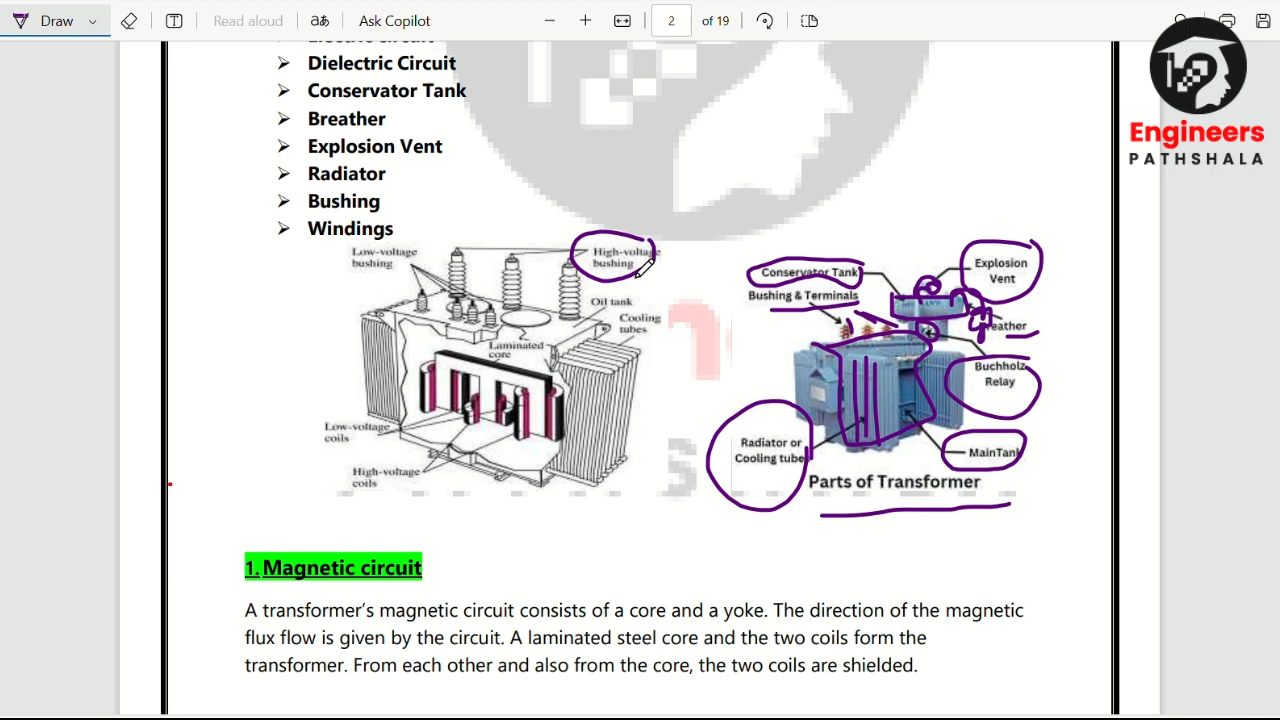 Draw
Read aloud
aあ
Ask Copilot
2
of 19
Engineers
PATHSHALA
Electric Circuit
Dielectric Circuit
Conservator Tank
Breather
Explosion Vent
Radiator
Bushing
Windings
Low-voltage
bushing
High-voltage
bushing
Oil tank
Cooling
tubes
Laminated
core
Low-voltage
coils
High-voltage
coils
Conservator Tank
Bushing & Terminals
Explosion
Vent
Breather
Buchholz
Relay
MainTank
Radiator or
Cooling tube
Parts of Transformer
1. Magnetic circuit
A transformer's magnetic circuit consists of a core and a yoke. The direction of the magnetic
flux flow is given by the circuit. A laminated steel core and the two coils form the
transformer. From each other and also from the core, the two coils are shielded.